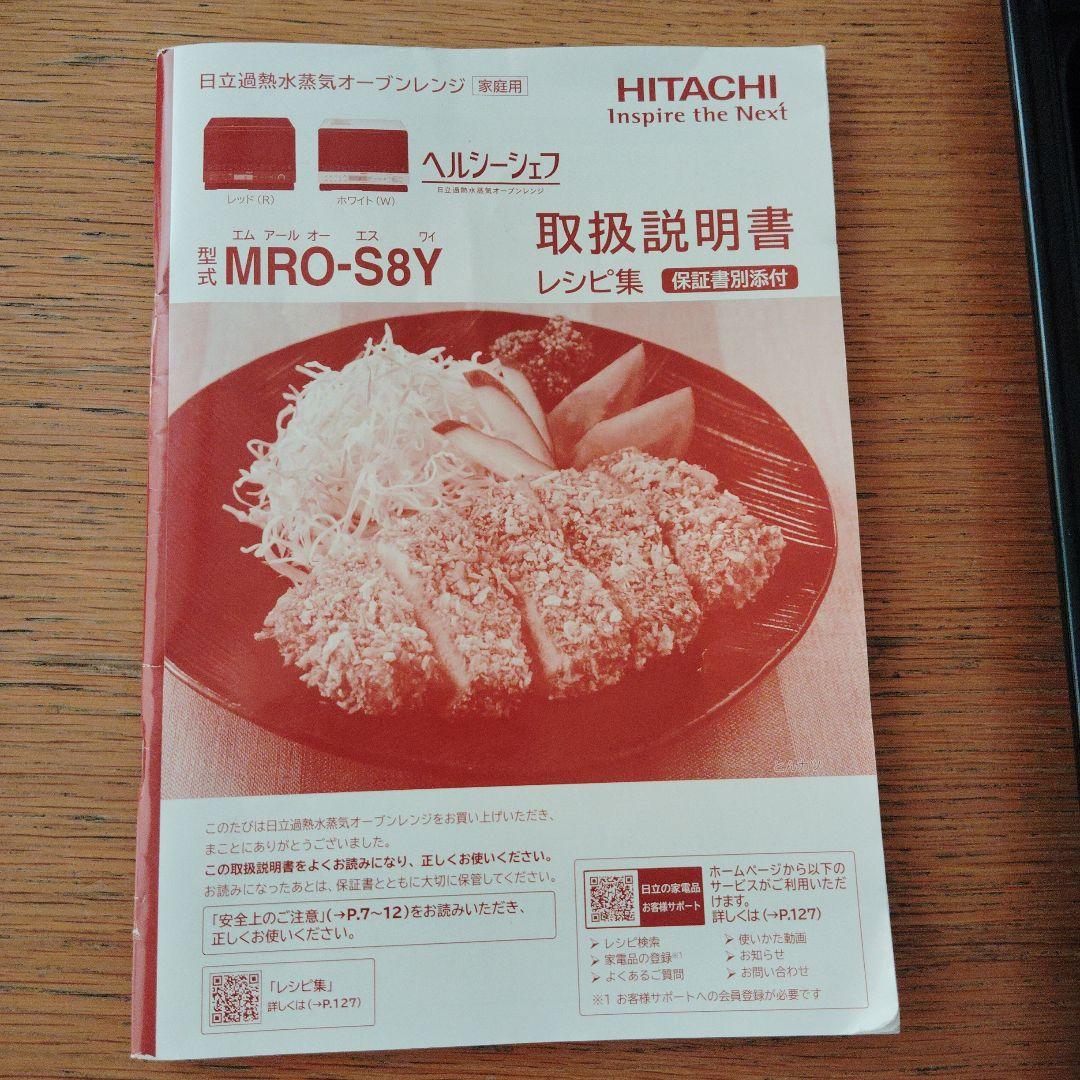 日立過熱水蒸気オーブンレンジ 家庭用
HITACHI
Inspire the Next
レッド(R)
ホワイト(W)
ヘルシーシェフ
日立過熱水蒸気オーブンレンジ
エム アール オー エス ワイ
型式 MRO-S8Y
取扱説明書
レシピ集 保証書別添付
とんカツ
このたびは日立過熱水蒸気オーブンレンジをお買い上げいただき、
まことにありがとうございました。
この取扱説明書をよくお読みになり、正しくお使いください。
お読みになったあとは、保証書とともに大切に保管してください。
「安全上のご注意」(→P.7~12)をお読みいただき、
正しくお使いください。
「レシピ集」
詳しくは(→P.127)
日立の家電品
お客様サポート
ホームページから以下の
サービスがご利用いただ
けます。
詳しくは(→P.127)
➤ レシピ検索
➤ 家電品の登録※1
➤ よくあるご質問
➤ 使いかた動画
➤ お知らせ
➤ お問い合わせ
※1 お客様サポートへの会員登録が必要です